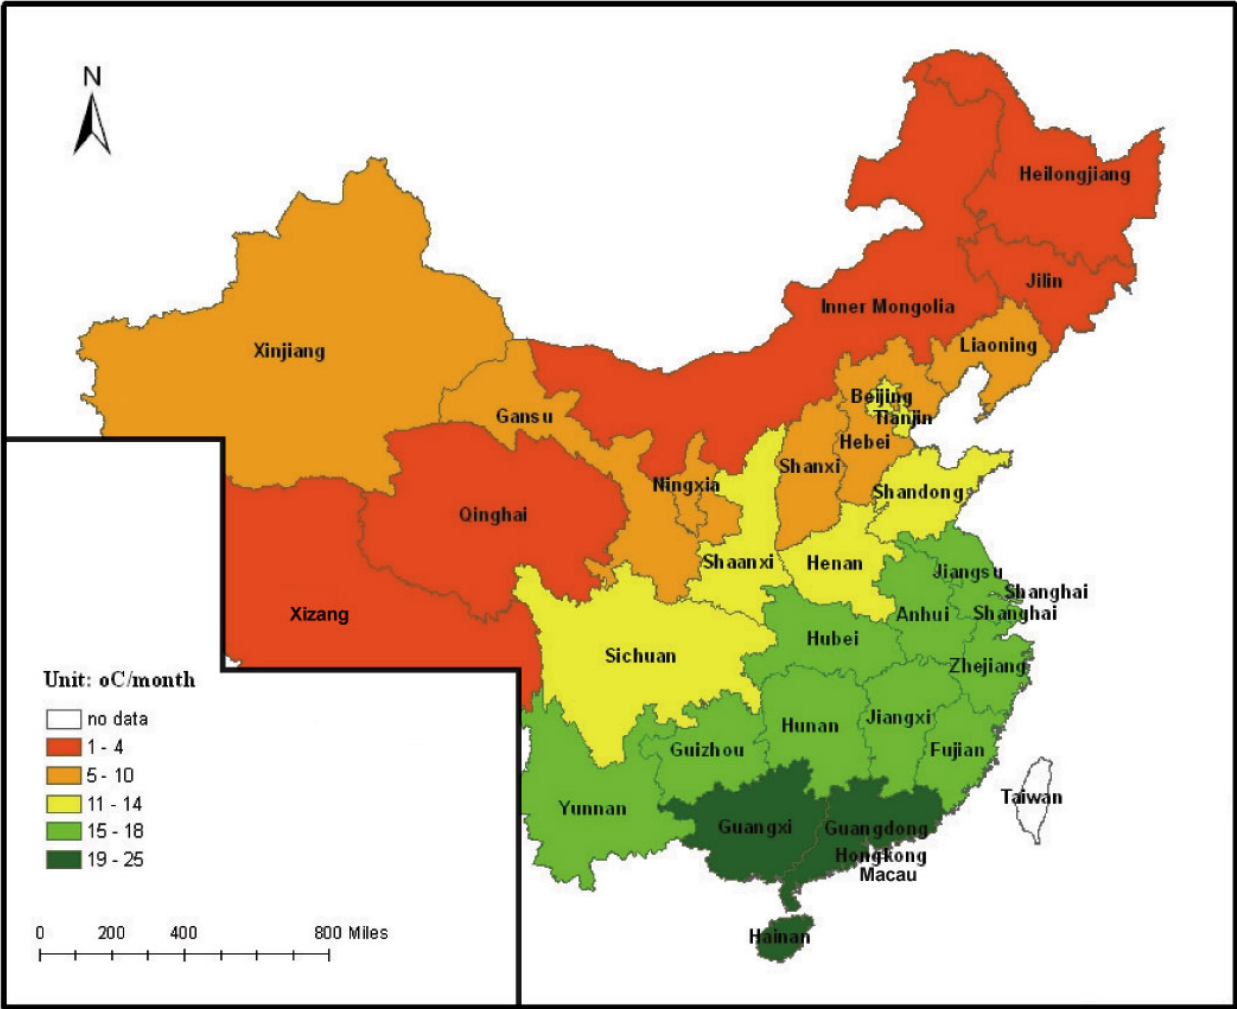 N
Heilongjiang
Jilin
Inner Mongolia
Liaoning
Xinjiang
Beijing
Tianjin
Gansu
Hebei
Shanxi
Ningxia
Shandong
Qinghai
Shaanxi
Henan
Jiangsu
Shanghai
Xizang
Anhui
Shanghai
Hubei
Sichuan
Zhejiang
Unit: oC/month
no data
1 - 4
5 - 10
11 - 14
15 - 18
19 - 25
Jiangxi
Hunan
Guizhou
Fujian
Taiwan
Yunnan
Guangxi
Guangdong
Hongkong
Macau
Hainan
0 200 400 800 Miles